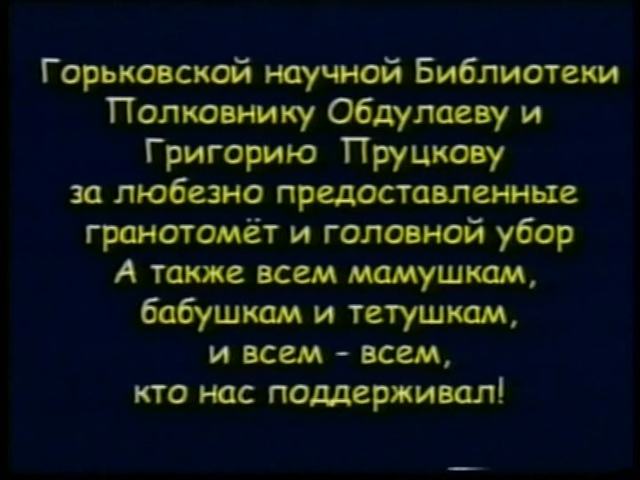 Горьковской научной Библиотеки
Полковнику Обдулаеву и
Григорию Пруцкову
за любезно предоставленные
гранотомёт и головной убор
А также всем мамушкам,
бабушкам и тетушкам,
и всем - всем,
кто нас поддерживал!